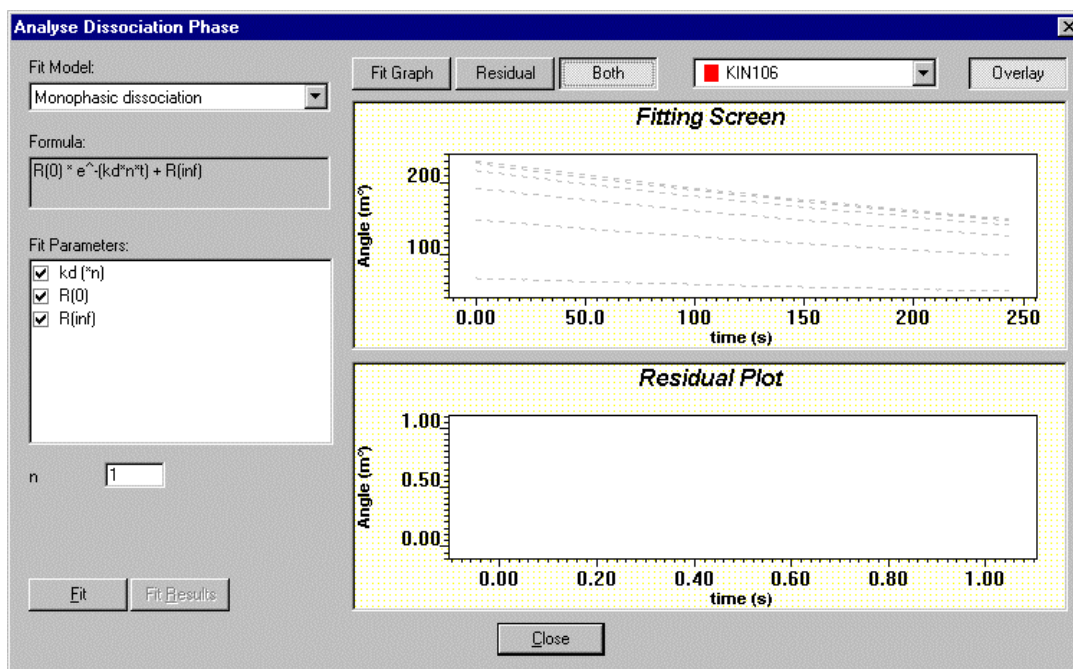 Analyse Dissociation Phase
Fit Model:
Monophasic dissociation
Formula:
R(0) * e^-(kd*n*t) + R(inf)
Fit Parameters:
kd (*n)
R(0)
R(inf)
n 1
Fit
Fit Results
Fit Graph
Residual
Both
KIN106
Overlay
Fitting Screen
Angle (m°)
200
100
0.00 50.0 100 150 200 250
time (s)
Residual Plot
Angle (m°)
1.00
0.50
0.00
0.00 0.20 0.40 0.60 0.80 1.00
time (s)
Close